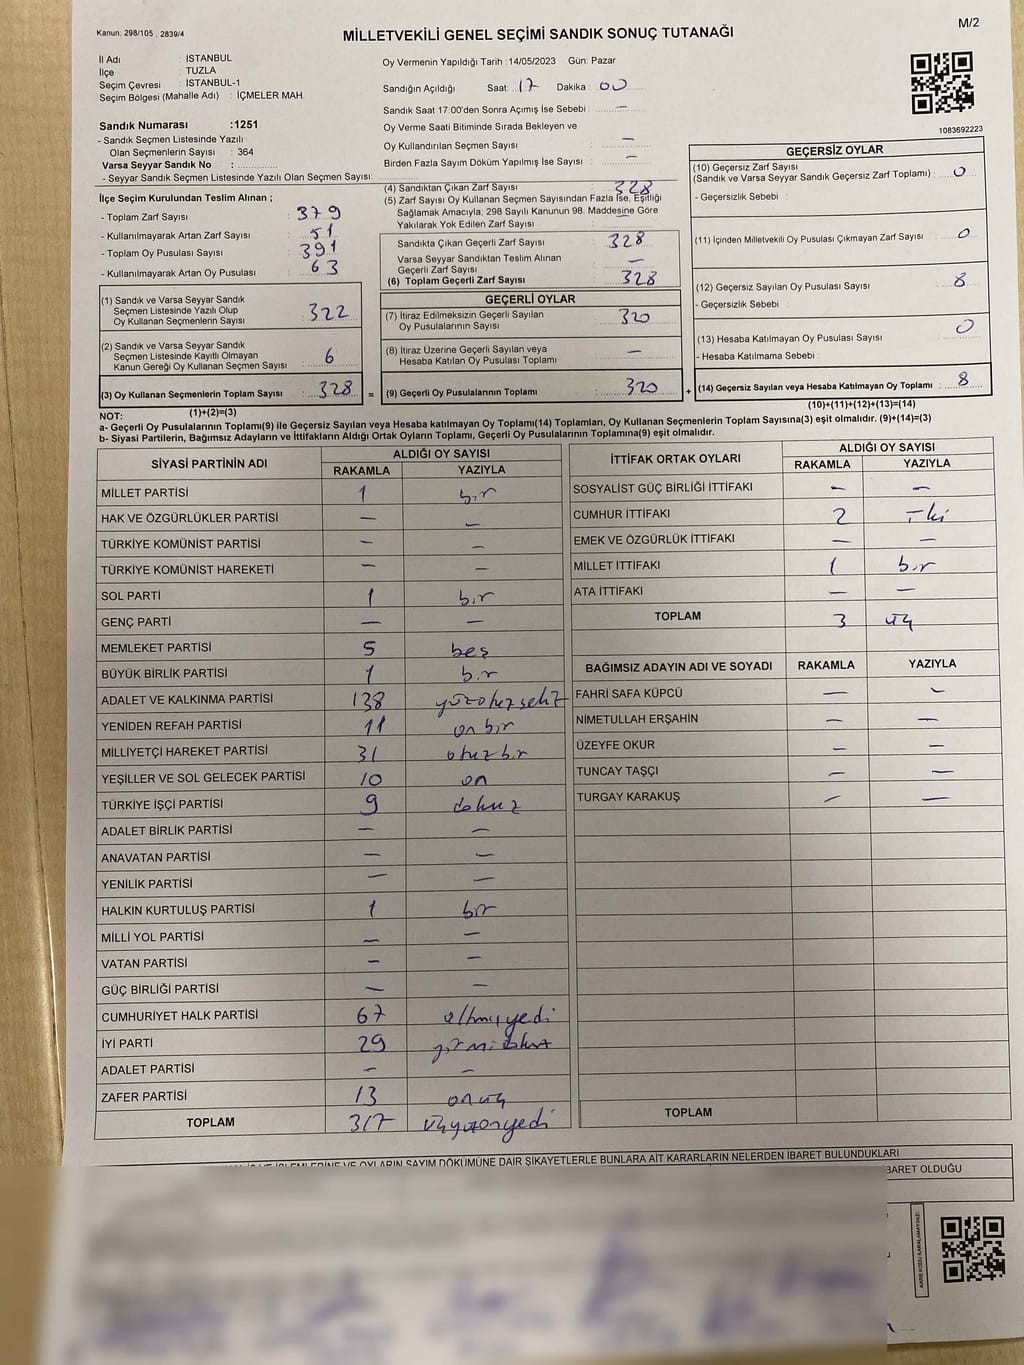 Kanun: 298/105 , 2839/4
M/2
MİLLETVEKİLİ GENEL SEÇİMİ SANDIK SONUÇ TUTANAĞI
İl Adı : İSTANBUL
İlçe : TUZLA
Seçim Çevresi : İSTANBUL-1
Seçim Bölgesi (Mahalle Adı) : İÇMELER MAH.
Sandık Numarası :1251
- Sandık Seçmen Listesinde Yazılı
Olan Seçmenlerin Sayısı : 364
Varsa Seyyar Sandık No :
- Seyyar Sandık Seçmen Listesinde Yazılı Olan Seçmen Sayısı:
Oy Vermenin Yapıldığı Tarih :14/05/2023 Gün: Pazar
Sandığın Açıldığı Saat: 17 Dakika : 00
Sandık Saat 17.00'den Sonra Açımış İse Sebebi : —
Oy Verme Saati Bitiminde Sırada Bekleyen ve
Oy Kullandırılan Seçmen Sayısı : —
Birden Fazla Sayım Döküm Yapılmış İse Sayısı : —
1083692223
İlçe Seçim Kurulundan Teslim Alınan ;
- Toplam Zarf Sayısı : 379
- Kullanılmayarak Artan Zarf Sayısı : 51
- Toplam Oy Pusulası Sayısı : 391
- Kullanılmayarak Artan Oy Pusulası : 63
(1) Sandık ve Varsa Seyyar Sandık
Seçmen Listesinde Yazılı Olup
Oy Kullanan Seçmenlerin Sayısı : 322
(2) Sandık ve Varsa Seyyar Sandık
Seçmen Listesinde Kayıtlı Olmayan
Kanun Gereği Oy Kullanan Seçmen Sayısı : 6
(3) Oy Kullanan Seçmenlerin Toplam Sayısı : 328 =
(1)+(2)=(3)
(4) Sandıktan Çıkan Zarf Sayısı : 328
(5) Zarf Sayısı Oy Kullanan Seçmen Sayısından Fazla İse, Eşitliği
Sağlamak Amacıyla; 298 Sayılı Kanunun 98. Maddesine Göre
Yakılarak Yok Edilen Zarf Sayısı :
Sandıkta Çıkan Geçerli Zarf Sayısı : 328
Varsa Seyyar Sandıktan Teslim Alınan
Geçerli Zarf Sayısı : —
(6) Toplam Geçerli Zarf Sayısı : 328
GEÇERLİ OYLAR
(7) İtiraz Edilmeksizin Geçerli Sayılan
Oy Pusulalarının Sayısı : 320
(8) İtiraz Üzerine Geçerli Sayılan veya
Hesaba Katılan Oy Pusulası Toplamı : —
(9) Geçerli Oy Pusulalarının Toplamı : 320 +
GEÇERSİZ OYLAR
(10) Geçersiz Zarf Sayısı
(Sandık ve Varsa Seyyar Sandık Geçersiz Zarf Toplamı) : 0
- Geçersizlik Sebebi :
(11) İçinden Milletvekili Oy Pusulası Çıkmayan Zarf Sayısı : 0
(12) Geçersiz Sayılan Oy Pusulası Sayısı : 8
- Geçersizlik Sebebi :
(13) Hesaba Katılmayan Oy Pusulası Sayısı : 0
- Hesaba Katılmama Sebebi :
(14) Geçersiz Sayılan veya Hesaba Katılmayan Oy Toplamı : 8
(10)+(11)+(12)+(13)=(14)
NOT:
a- Geçerli Oy Pusulalarının Toplamı(9) ile Geçersiz Sayılan veya Hesaba katılmayan Oy Toplamı(14) Toplamları, Oy Kullanan Seçmenlerin Toplam Sayısına(3) eşit olmalıdır. (9)+(14)=(3)
b- Siyasi Partilerin, Bağımsız Adayların ve İttifakların Aldığı Ortak Oyların Toplamı, Geçerli Oy Pusulalarının Toplamına(9) eşit olmalıdır.
SİYASİ PARTİNİN ADI ALDIĞI OY SAYISI
RAKAMLA YAZIYLA
MİLLET PARTİSİ 1 bir
HAK VE ÖZGÜRLÜKLER PARTİSİ — —
TÜRKİYE KOMÜNİST PARTİSİ — —
TÜRKİYE KOMÜNİST HAREKETİ — —
SOL PARTİ 1 bir
GENÇ PARTİ — —
MEMLEKET PARTİSİ 5 beş
BÜYÜK BİRLİK PARTİSİ 1 bir
ADALET VE KALKINMA PARTİSİ 138 yüzotuzsekiz
YENİDEN REFAH PARTİSİ 11 onbir
MİLLİYETÇİ HAREKET PARTİSİ 31 otuzbir
YEŞİLLER VE SOL GELECEK PARTİSİ 10 on
TÜRKİYE İŞÇİ PARTİSİ 9 dokuz
ADALET BİRLİK PARTİSİ — —
ANAVATAN PARTİSİ — —
YENİLİK PARTİSİ — —
HALKIN KURTULUŞ PARTİSİ 1 bir
MİLLİ YOL PARTİSİ — —
VATAN PARTİSİ — —
GÜÇ BİRLİĞİ PARTİSİ — —
CUMHURİYET HALK PARTİSİ 67 altmışyedi
İYİ PARTİ 29 yirmidokuz
ADALET PARTİSİ — —
ZAFER PARTİSİ 13 onüç
TOPLAM 317 üçyüzonyedi
İTTİFAK ORTAK OYLARI ALDIĞI OY SAYISI
RAKAMLA YAZIYLA
SOSYALİST GÜÇ BİRLİĞİ İTTİFAKI — —
CUMHUR İTTİFAKI 2 iki
EMEK VE ÖZGÜRLÜK İTTİFAKI — —
MİLLET İTTİFAKI 1 bir
ATA İTTİFAKI — —
TOPLAM 3 üç
BAĞIMSIZ ADAYIN ADI VE SOYADI RAKAMLA YAZIYLA
FAHRİ SAFA KÜPCÜ — —
NİMETULLAH ERŞAHİN — —
ÜZEYFE OKUR — —
TUNCAY TAŞÇI — —
TURGAY KARAKUŞ — —
TOPLAM
OYLARIN SAYIM DÖKÜMÜNE DAİR ŞİKAYETLERLE BUNLARA AİT KARARLARIN NELERDEN İBARET BULUNDUKLARI
BARET OLDUĞU